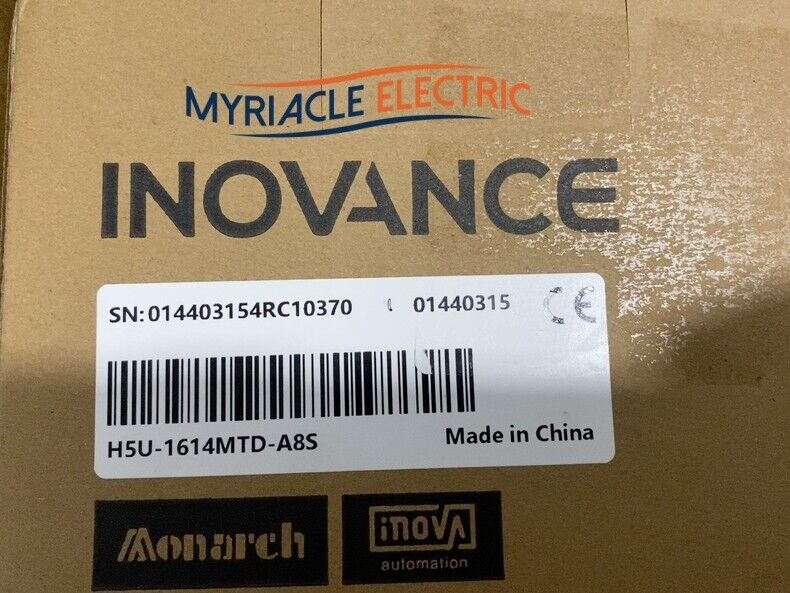 MYRIACLE ELECTRIC
INOVANCE
SN:014403154RC10370 01440315 CE
H5U-1614MTD-A8S Made in China
Monarch
inovA
automation